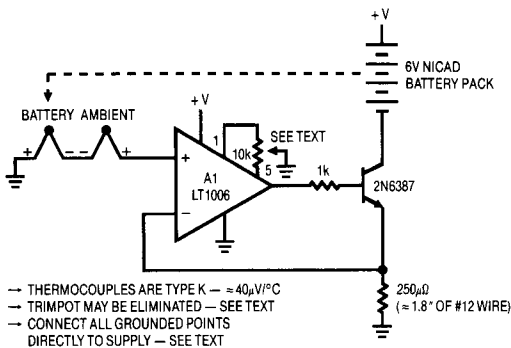 +V
6V NICAD
BATTERY PACK
BATTERY AMBIENT
+V
SEE TEXT
1
10k
5
+ – – +
+
A1
LT1006
–
1k
2N6387
250µΩ
(≈1.8" OF #12 WIRE)
→ THERMOCOUPLES ARE TYPE K — ≈40µV/°C
→ TRIMPOT MAY BE ELIMINATED — SEE TEXT
→ CONNECT ALL GROUNDED POINTS
DIRECTLY TO SUPPLY — SEE TEXT